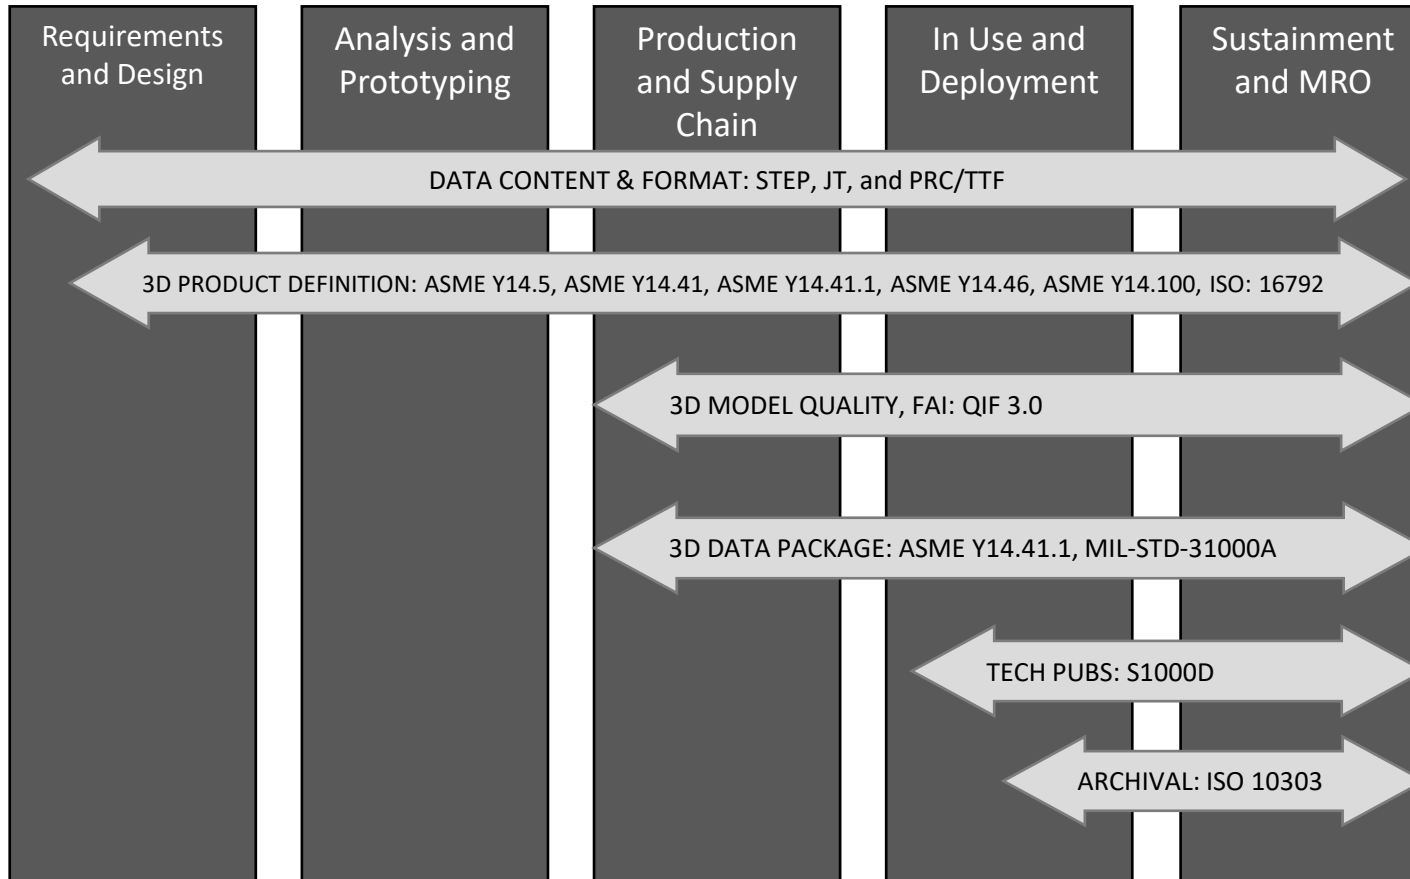 Requirements
and Design
Analysis and
Prototyping
Production
and Supply
Chain
In Use and
Deployment
Sustainment
and MRO
DATA CONTENT & FORMAT: STEP, JT, and PRC/TTF
3D PRODUCT DEFINITION: ASME Y14.5, ASME Y14.41, ASME Y14.41.1, ASME Y14.46, ASME Y14.100, ISO: 16792
3D MODEL QUALITY, FAI: QIF 3.0
3D DATA PACKAGE: ASME Y14.41.1, MIL-STD-31000A
TECH PUBS: S1000D
ARCHIVAL: ISO 10303